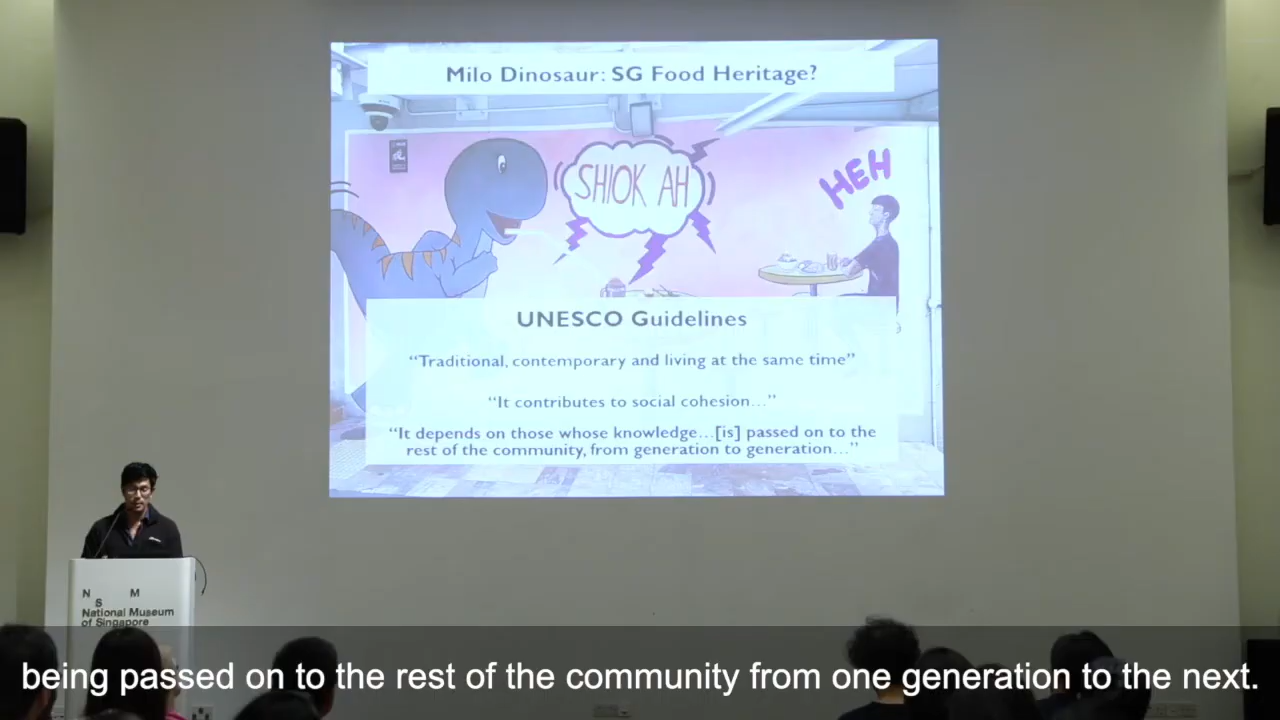 Milo Dinosaur: SG Food Heritage?
SHIOK AH
HEH
UNESCO Guidelines
“Traditional, contemporary and living at the same time”
“It contributes to social cohesion…”
“It depends on those whose knowledge…[is] passed on to the
rest of the community, from generation to generation…”
N M
S
National Museum
of Singapore
being passed on to the rest of the community from one generation to the next.